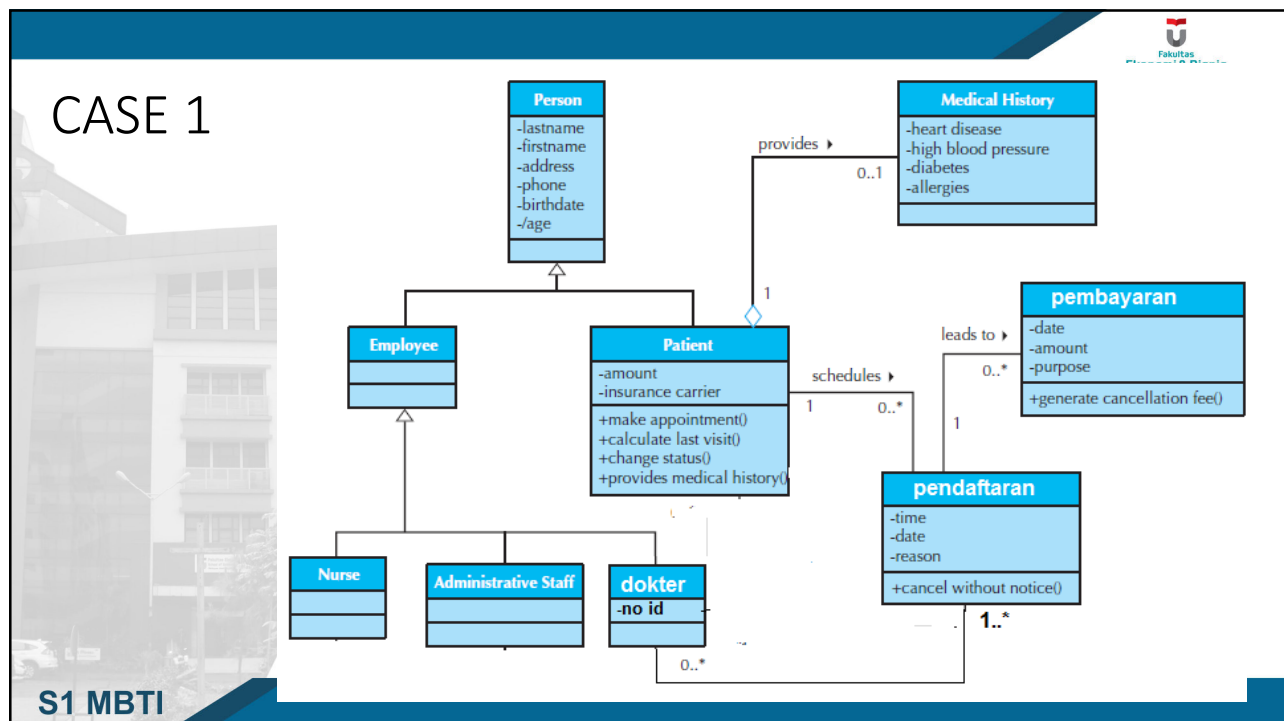 Fakultas
CASE 1
Person
-lastname
-firstname
-address
-phone
-birthdate
-/age
provides
0..1
1
Medical History
-heart disease
-high blood pressure
-diabetes
-allergies
Employee
Patient
-amount
-insurance carrier
+make appointment()
+calculate last visit()
+change status()
+provides medical history()
schedules
1
0..*
leads to
0..*
1
pembayaran
-date
-amount
-purpose
+generate cancellation fee()
pendaftaran
-time
-date
-reason
+cancel without notice()
1..*
Nurse
Administrative Staff
dokter
-no id
0..*
S1 MBTI